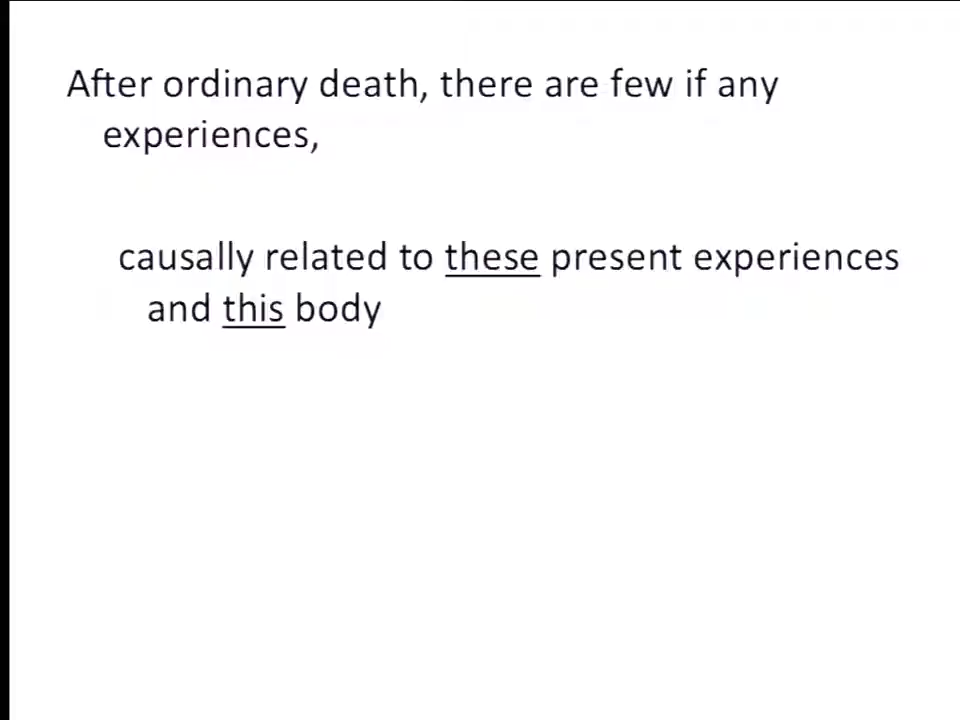 After ordinary death, there are few if any
experiences,
causally related to these present experiences
and this body